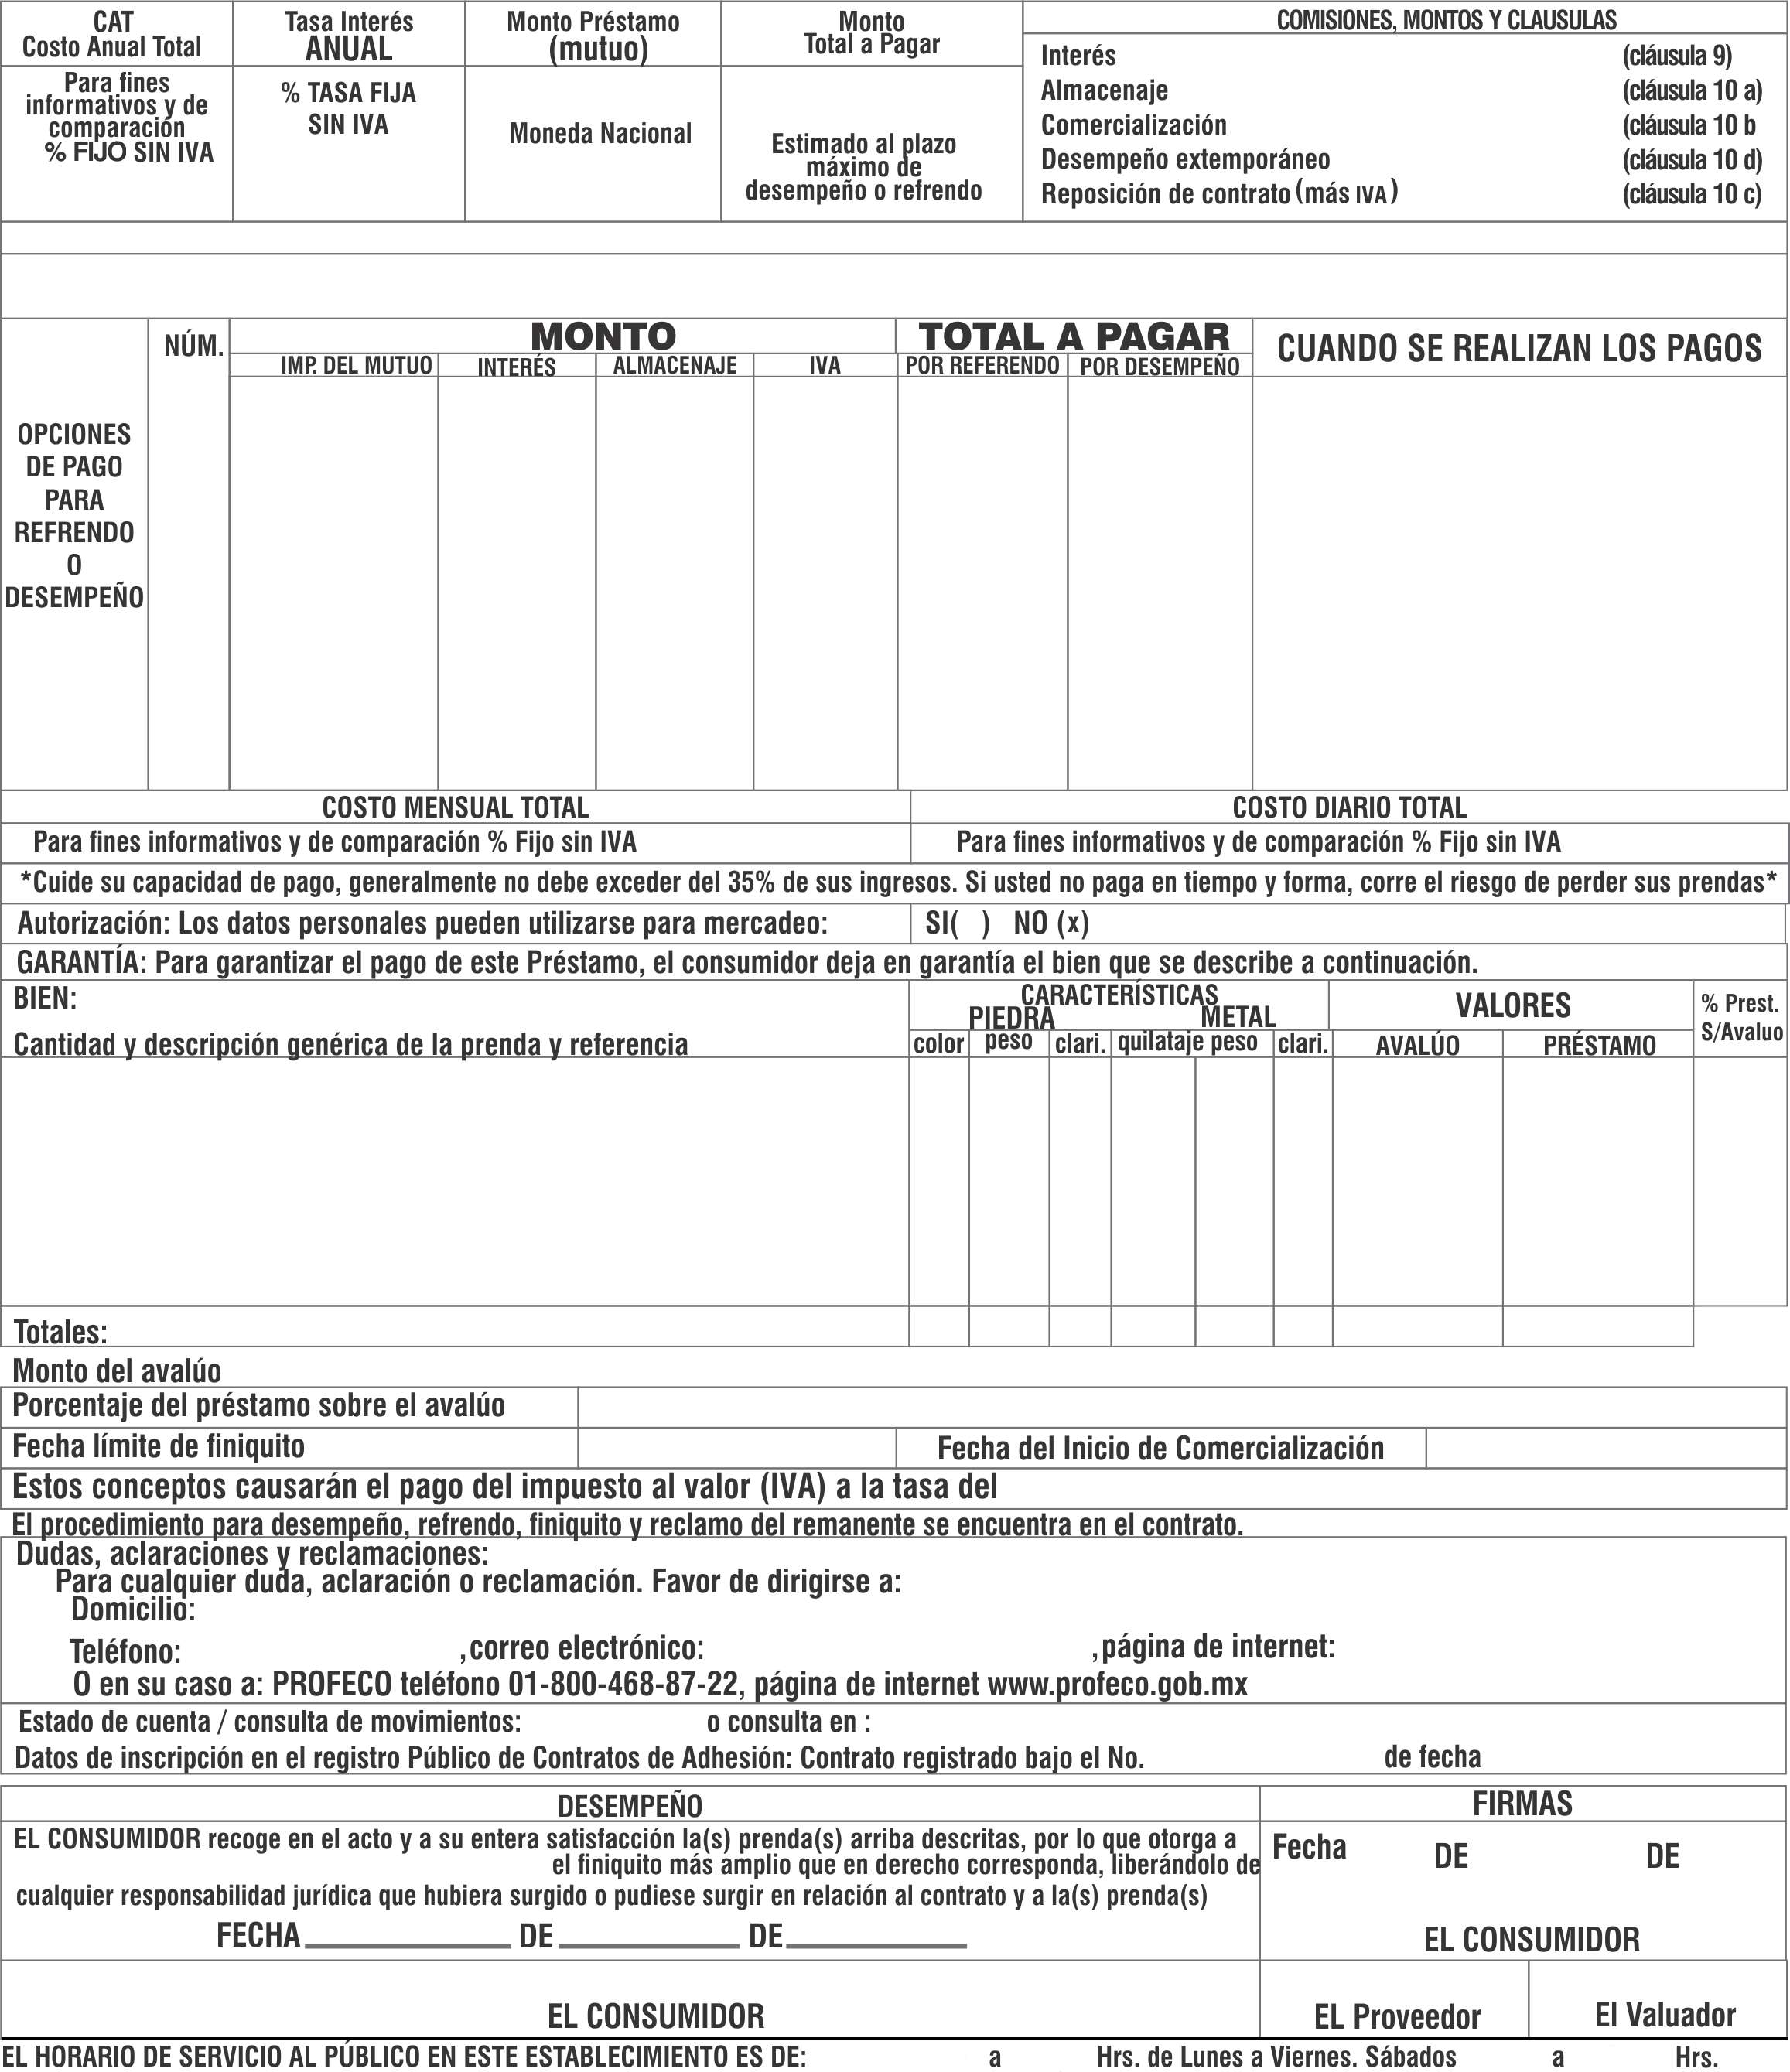 CAT
Costo Anual Total
Para fines
informativos y de
comparación
% FIJO SIN IVA
Tasa Interés
ANUAL
% TASA FIJA
SIN IVA
Monto Préstamo
(mutuo)
Moneda Nacional
Monto
Total a Pagar
Estimado al plazo
máximo de
desempeño o refrendo
COMISIONES, MONTOS Y CLAUSULAS
Interés (cláusula 9)
Almacenaje (cláusula 10 a)
Comercialización (cláusula 10 b
Desempeño extemporáneo (cláusula 10 d)
Reposición de contrato (más IVA) (cláusula 10 c)
OPCIONES
DE PAGO
PARA
REFRENDO
O
DESEMPEÑO
NÚM.
MONTO
IMP. DEL MUTUO INTERÉS ALMACENAJE IVA
TOTAL A PAGAR
POR REFERENDO POR DESEMPEÑO
CUANDO SE REALIZAN LOS PAGOS
COSTO MENSUAL TOTAL COSTO DIARIO TOTAL
Para fines informativos y de comparación % Fijo sin IVA Para fines informativos y de comparación % Fijo sin IVA
*Cuide su capacidad de pago, generalmente no debe exceder del 35% de sus ingresos. Si usted no paga en tiempo y forma, corre el riesgo de perder sus prendas*
Autorización: Los datos personales pueden utilizarse para mercadeo: SI( ) NO (x)
GARANTÍA: Para garantizar el pago de este Préstamo, el consumidor deja en garantía el bien que se describe a continuación.
BIEN:
Cantidad y descripción genérica de la prenda y referencia
CARACTERÍSTICAS
PIEDRA METAL
color peso clari. quilataje peso clari.
VALORES
AVALÚO PRÉSTAMO
% Prest.
S/Avaluo
Totales:
Monto del avalúo
Porcentaje del préstamo sobre el avalúo
Fecha límite de finiquito Fecha del Inicio de Comercialización
Estos conceptos causarán el pago del impuesto al valor (IVA) a la tasa del
El procedimiento para desempeño, refrendo, finiquito y reclamo del remanente se encuentra en el contrato.
Dudas, aclaraciones y reclamaciones:
Para cualquier duda, aclaración o reclamación. Favor de dirigirse a:
Domicilio:
Teléfono: ,correo electrónico: ,página de internet:
O en su caso a: PROFECO teléfono 01-800-468-87-22, página de internet www.profeco.gob.mx
Estado de cuenta / consulta de movimientos: o consulta en :
Datos de inscripción en el registro Público de Contratos de Adhesión: Contrato registrado bajo el No. de fecha
DESEMPEÑO
EL CONSUMIDOR recoge en el acto y a su entera satisfacción la(s) prenda(s) arriba descritas, por lo que otorga a
el finiquito más amplio que en derecho corresponda, liberándolo de
cualquier responsabilidad jurídica que hubiera surgido o pudiese surgir en relación al contrato y a la(s) prenda(s)
FECHA DE DE
FIRMAS
Fecha DE DE
EL CONSUMIDOR
EL CONSUMIDOR EL Proveedor El Valuador
EL HORARIO DE SERVICIO AL PÚBLICO EN ESTE ESTABLECIMIENTO ES DE: a Hrs. de Lunes a Viernes. Sábados a Hrs.